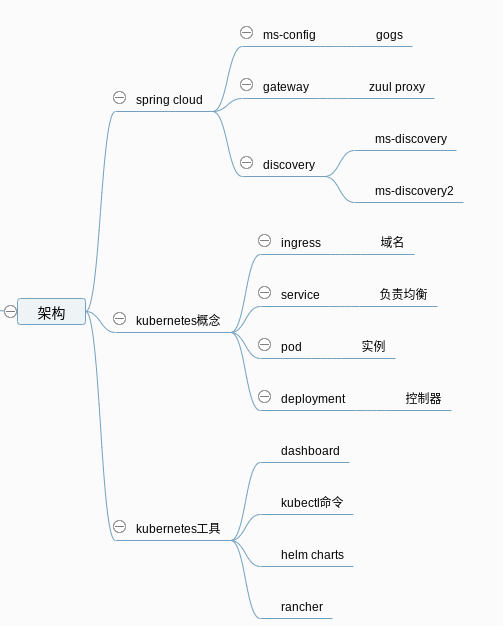 ms-config gogs
gateway zuul proxy
spring cloud
discovery
ms-discovery
ms-discovery2
ingress 域名
service 负责均衡
架构
kubernetes概念
pod 实例
deployment 控制器
dashboard
kubectl命令
kubernetes工具
helm charts
rancher